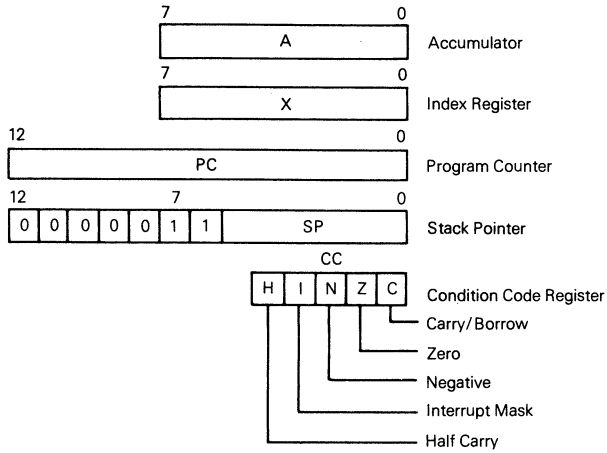 7 0
A Accumulator
7 0
X Index Register
12 0
PC Program Counter
12 7 0
0 0 0 0 0 1 1 SP Stack Pointer
CC
H I N Z C Condition Code Register
Carry/Borrow
Zero
Negative
Interrupt Mask
Half Carry